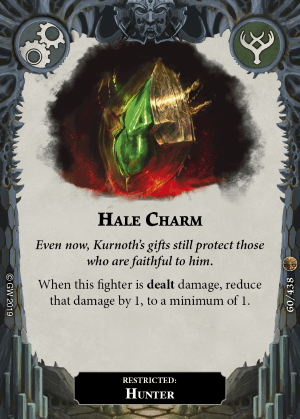 Hale Charm
Even now, Kurnoth's gifts still protect those
who are faithful to him.
When this fighter is dealt damage, reduce
that damage by 1, to a minimum of 1.
© GW 2019
60/438
RESTRICTED:
Hunter